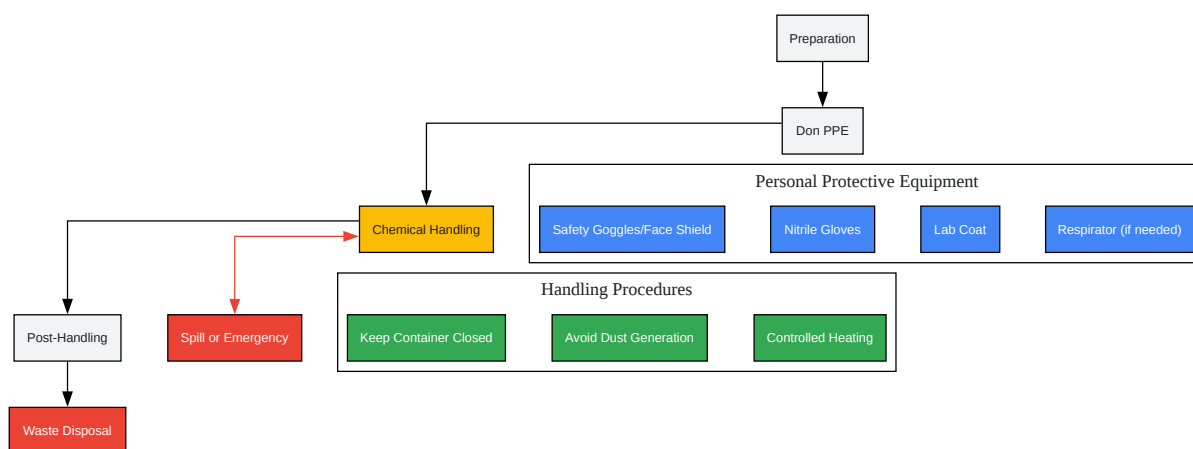 Preparation
Don PPE
Personal Protective Equipment
Chemical Handling
Safety Goggles/Face Shield
Nitrile Gloves
Lab Coat
Respirator (if needed)
Handling Procedures
Post-Handling
Spill or Emergency
Keep Container Closed
Avoid Dust Generation
Controlled Heating
Waste Disposal